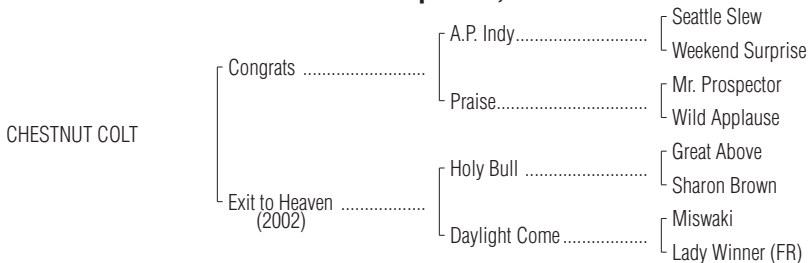 Seattle Slew
A.P. Indy..............................
Weekend Surprise
Congrats ............................
Mr. Prospector
Praise..................................
Wild Applause
CHESTNUT COLT
Great Above
Holy Bull ............................
Sharon Brown
Exit to Heaven ...................
(2002)
Miswaki
Daylight Come...................
Lady Winner (FR)